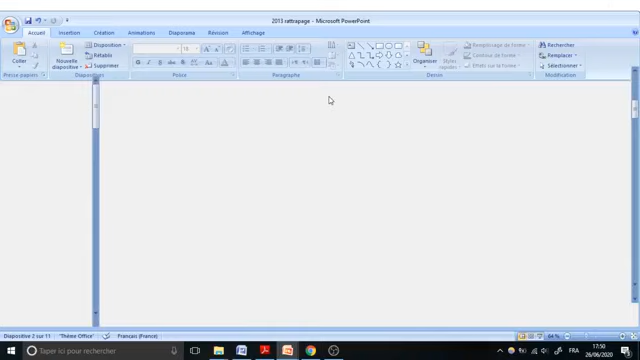 2013 rattrapage - Microsoft PowerPoint
Accueil Insertion Création Animations Diaporama Révision Affichage
Coller
Nouvelle diapositive
Disposition
Rétablir
Supprimer
18
Organiser
Styles rapides
Remplissage de forme
Contour de forme
Effets sur la forme
Rechercher
Remplacer
Sélectionner
Presse papiers Diapositives Police Paragraphe Dessin Modification
Diapositive 2 sur 11 "Thème Office" Français (France) 64 %
Taper ici pour rechercher
FRA
17:50
26/06/2020